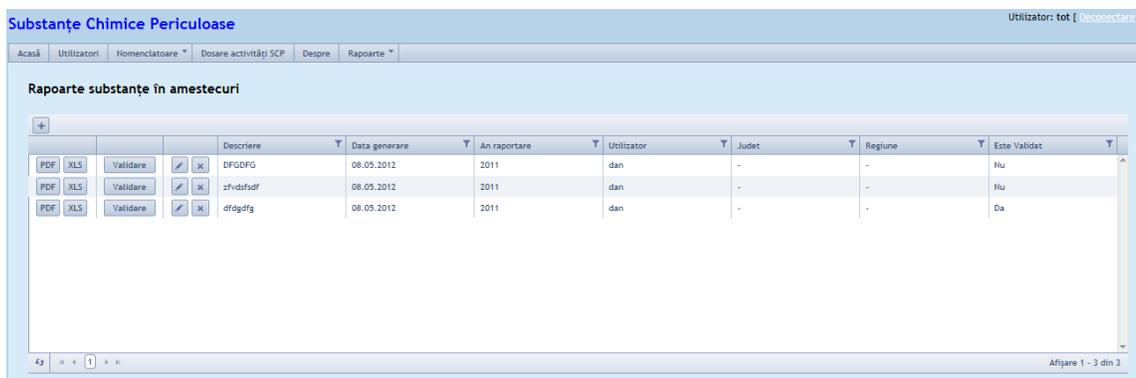 Substanțe Chimice Periculoase
Utilizator: tot [ Deconectare
Acasă Utilizatori Nomenclatoare Dosare activități SCP Despre Rapoarte
Rapoarte substanțe în amestecuri
+
Descriere Data generare An raportare Utilizator Judet Regiune Este Validat
PDF XLS Validare DFGDFG 08.05.2012 2011 dan - - Nu
PDF XLS Validare zfvdsfsdf 08.05.2012 2011 dan - - Nu
PDF XLS Validare dfdgdfg 08.05.2012 2011 dan - - Da
1 Afișare 1 - 3 din 3